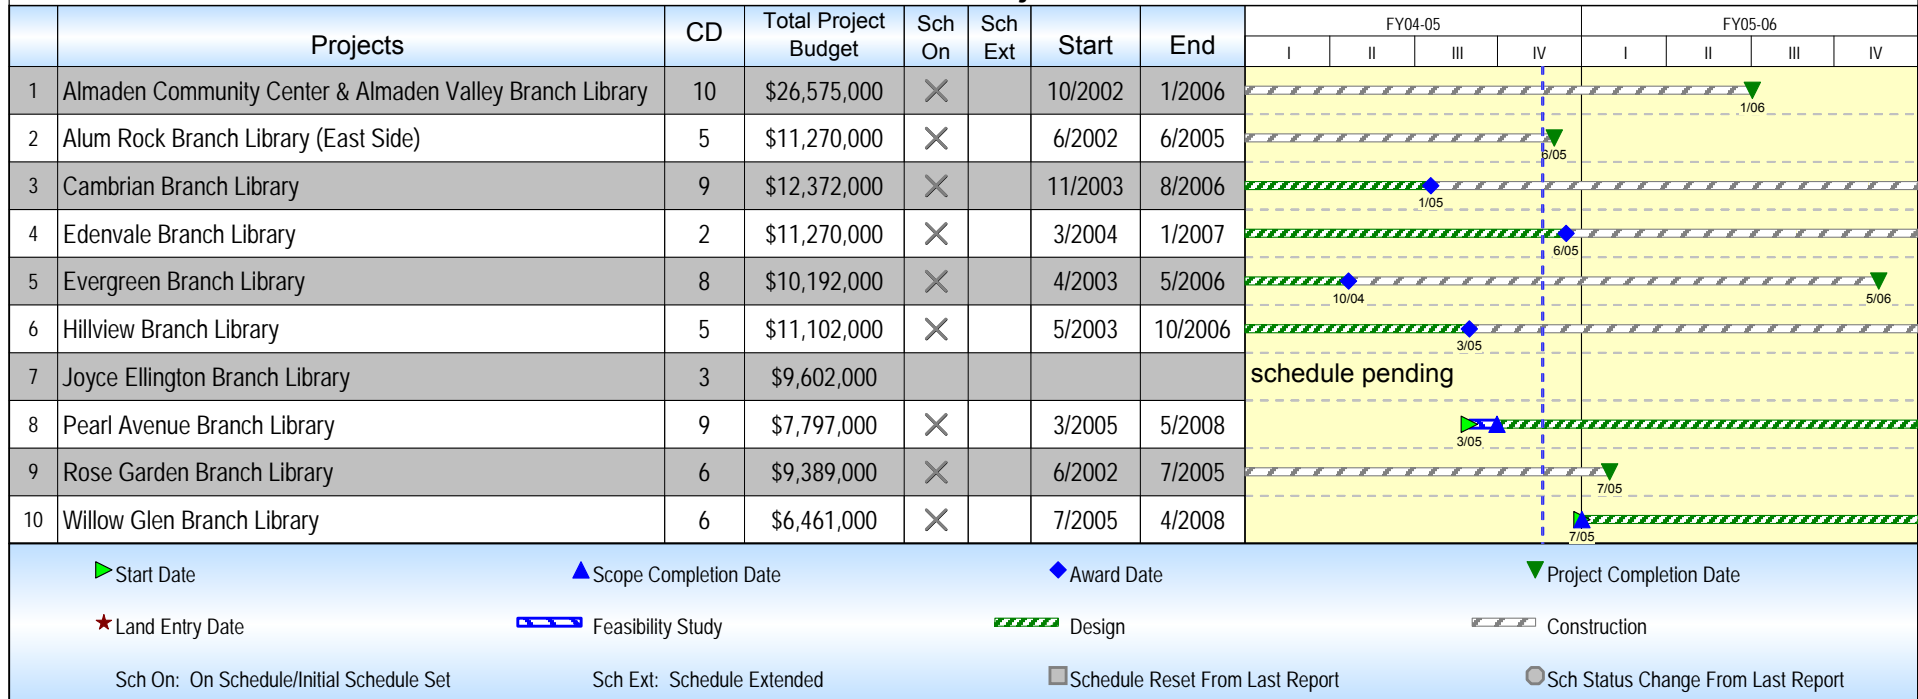 Projects CD Total Project Budget Sch On Sch Ext Start End FY04-05 FY05-06
I II III IV I II III IV
1 Almaden Community Center & Almaden Valley Branch Library 10 $26,575,000 10/2002 1/2006 1/06
2 Alum Rock Branch Library (East Side) 5 $11,270,000 6/2002 6/2005 6/05
3 Cambrian Branch Library 9 $12,372,000 11/2003 8/2006 1/05
4 Edenvale Branch Library 2 $11,270,000 3/2004 1/2007 6/05
5 Evergreen Branch Library 8 $10,192,000 4/2003 5/2006 10/04 5/06
6 Hillview Branch Library 5 $11,102,000 5/2003 10/2006 3/05
7 Joyce Ellington Branch Library 3 $9,602,000 schedule pending
8 Pearl Avenue Branch Library 9 $7,797,000 3/2005 5/2008 3/05
9 Rose Garden Branch Library 6 $9,389,000 6/2002 7/2005 7/05
10 Willow Glen Branch Library 6 $6,461,000 7/2005 4/2008 7/05
Start Date Scope Completion Date Award Date Project Completion Date
Land Entry Date Feasibility Study Design Construction
Sch On: On Schedule/Initial Schedule Set Sch Ext: Schedule Extended Schedule Reset From Last Report Sch Status Change From Last Report